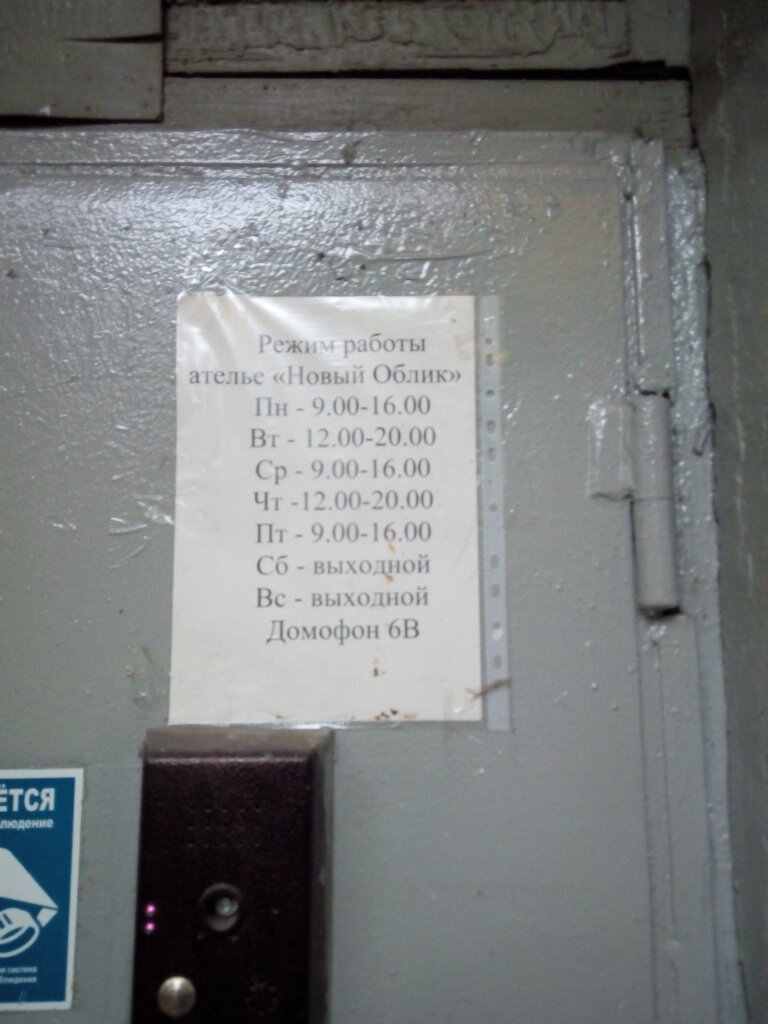 Режим работы
ателье «Новый Облик»
Пн - 9.00-16.00
Вт - 12.00-20.00
Ср - 9.00-16.00
Чт -12.00-20.00
Пт - 9.00-16.00
Сб - выходной
Вс - выходной
Домофон 6В
ЁТСЯ
людение